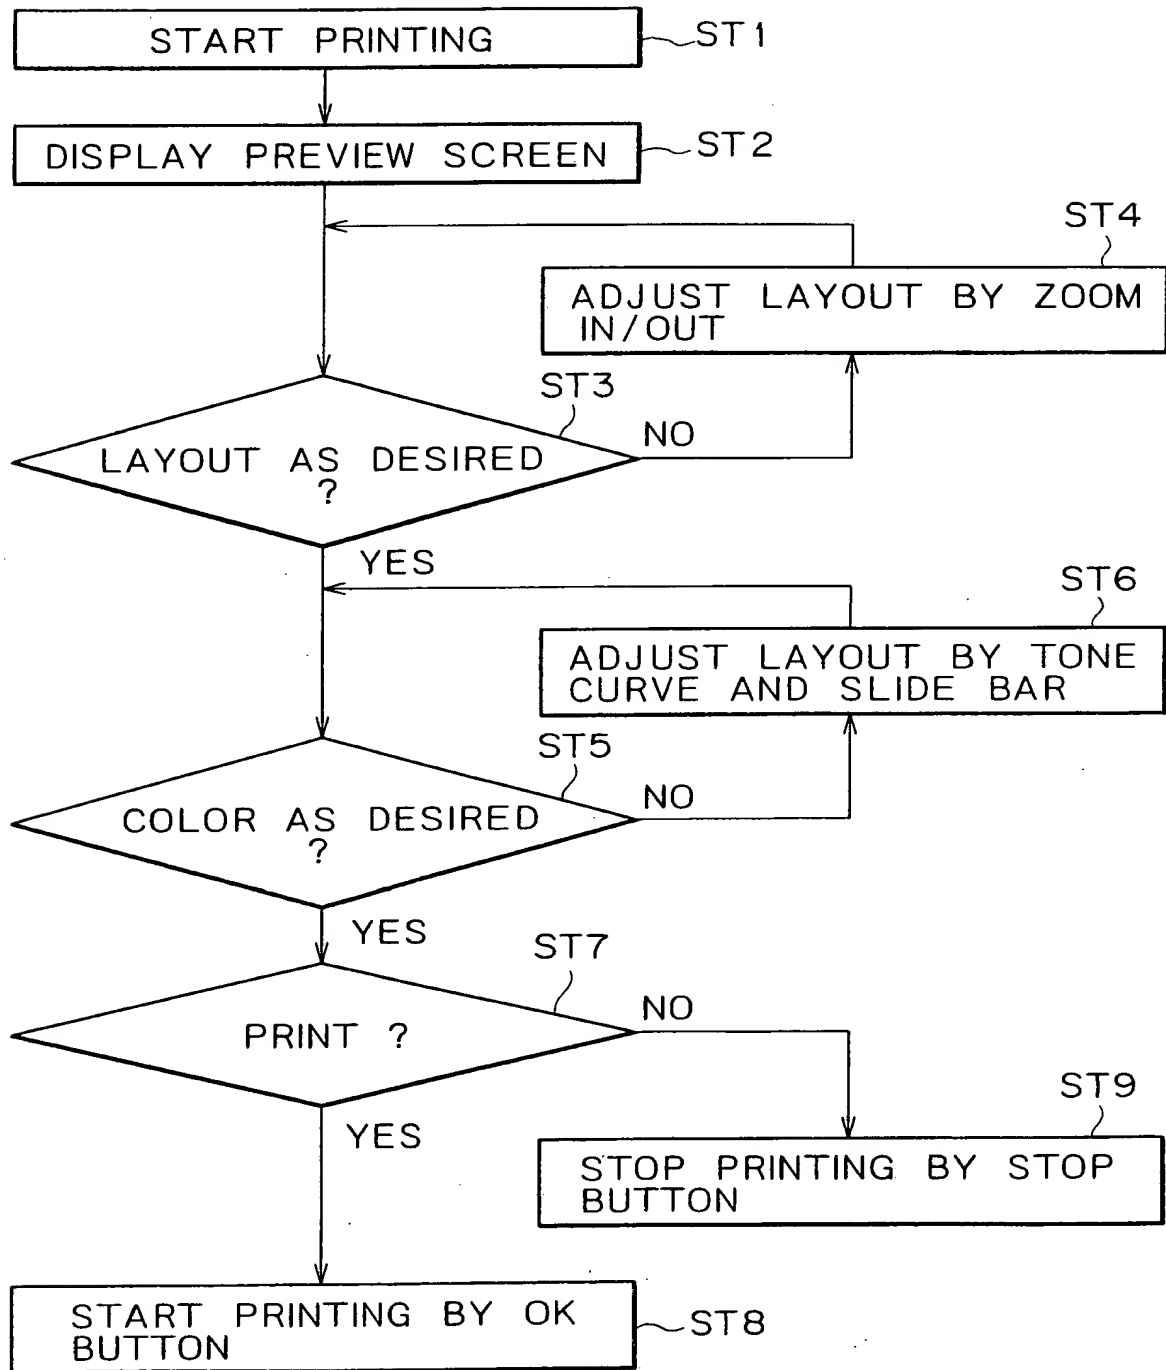 START PRINTING
ST1
DISPLAY PREVIEW SCREEN
ST2
ST4
ADJUST LAYOUT BY ZOOM
IN/OUT
ST3
LAYOUT AS DESIRED
?
NO
YES
ST6
ADJUST LAYOUT BY TONE
CURVE AND SLIDE BAR
ST5
COLOR AS DESIRED
?
NO
YES
ST7
PRINT ?
NO
YES
ST9
STOP PRINTING BY STOP
BUTTON
START PRINTING BY OK
BUTTON
ST8